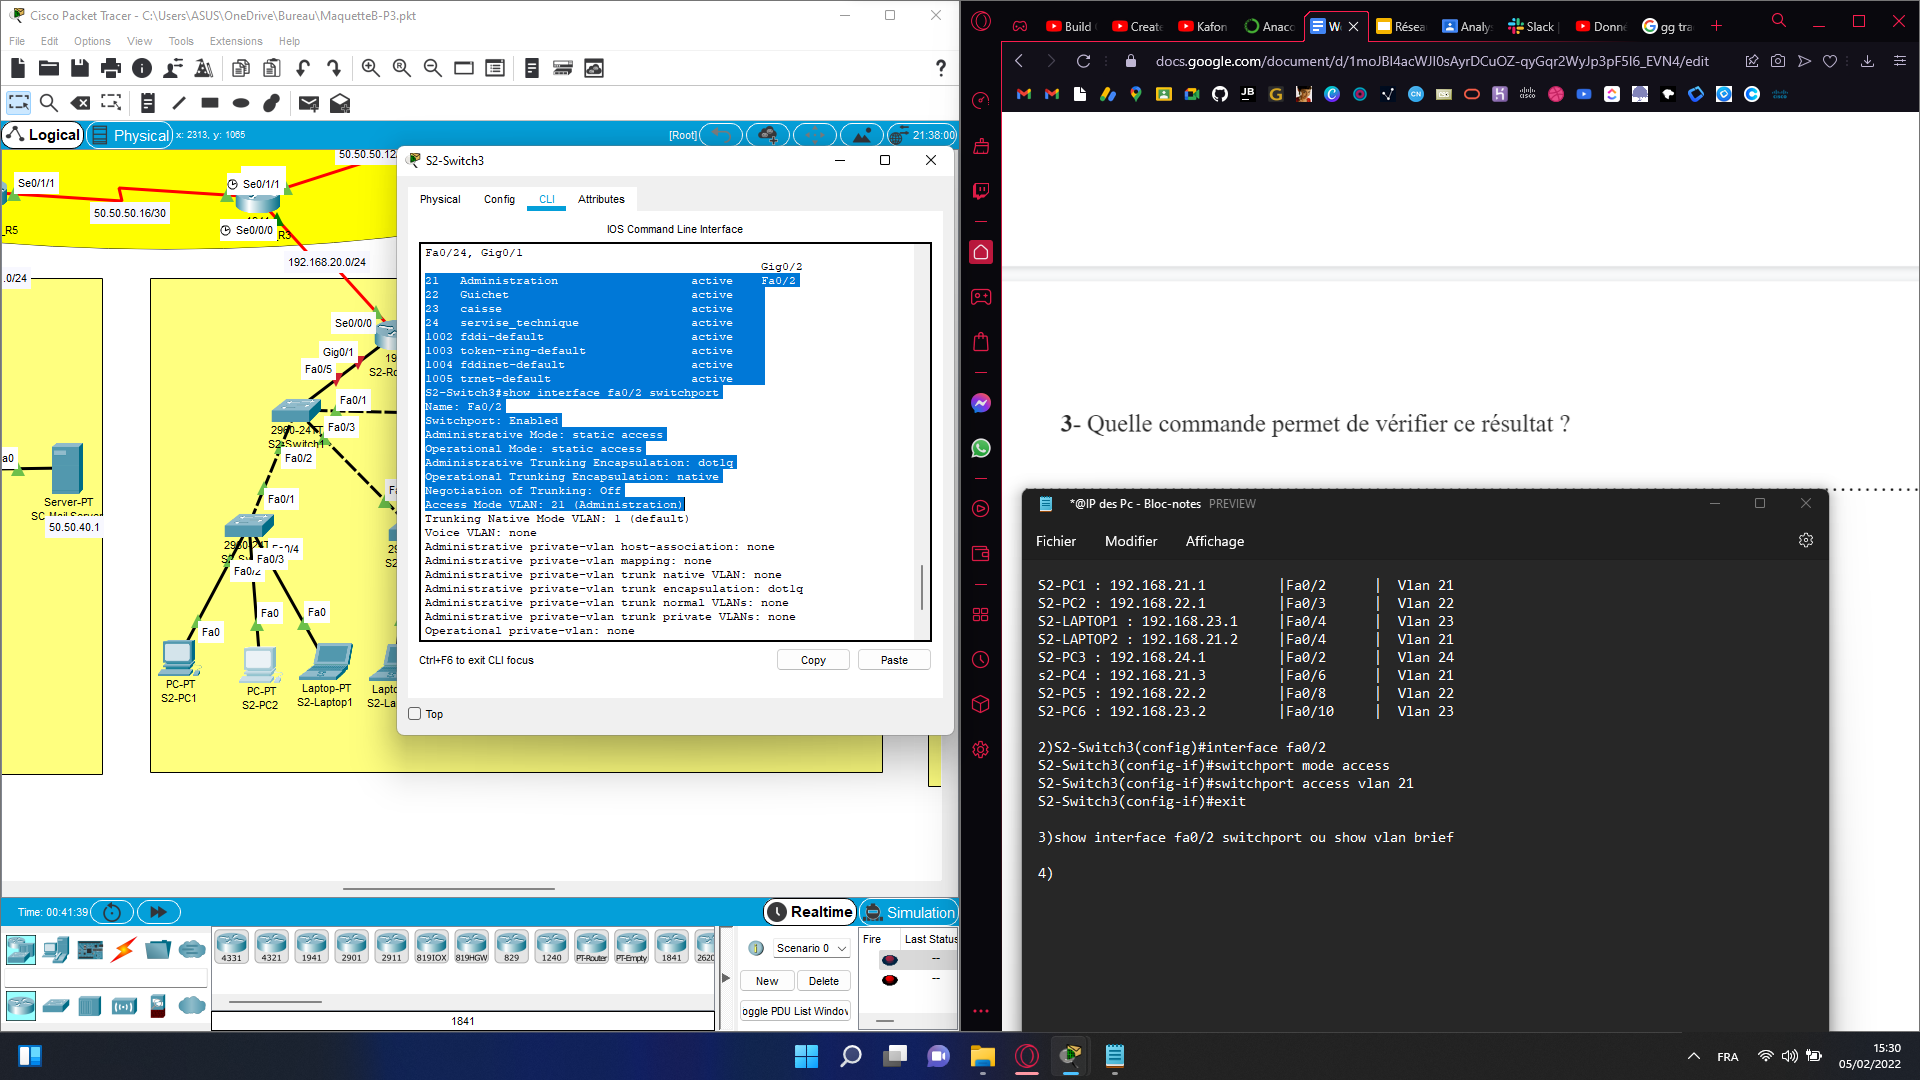 Cisco Packet Tracer - C:\Users\ASUS\OneDrive\Bureau\MaquetteB-P3.pkt
File Edit Options View Tools Extensions Help
Logical
Physical x: 2313, y: 1065
[Root]
21:38:00
50.50.50.12
Se0/1/1
Se0/1/1
50.50.50.16/30
_R5
Se0/0/0
_R3
192.168.20.0/24
.0/24
Se0/0/0
Gig0/1
19
Fa0/5
S2-Ro
Fa0/1
Fa0/3
Fa0/2
a0
Fa0/1
Server-PT
50.50.40.1
Fa0/3
Fa0/2
Fa0
Fa0
Fa0
PC-PT
S2-PC1
PC-PT
S2-PC2
Laptop-PT
S2-Laptop1
Lapto
S2-La
S2-Switch3
Physical Config CLI Attributes
IOS Command Line Interface
Fa0/24, Gig0/1
Gig0/2
21 Administration active Fa0/2
22 Guichet active
23 caisse active
24 servise_technique active
1002 fddi-default active
1003 token-ring-default active
1004 fddinet-default active
1005 trnet-default active
S2-Switch3#show interface fa0/2 switchport
Name: Fa0/2
Switchport: Enabled
Administrative Mode: static access
Operational Mode: static access
Administrative Trunking Encapsulation: dot1q
Operational Trunking Encapsulation: native
Negotiation of Trunking: Off
Access Mode VLAN: 21 (Administration)
Trunking Native Mode VLAN: 1 (default)
Voice VLAN: none
Administrative private-vlan host-association: none
Administrative private-vlan mapping: none
Administrative private-vlan trunk native VLAN: none
Administrative private-vlan trunk encapsulation: dot1q
Administrative private-vlan trunk normal VLANs: none
Administrative private-vlan trunk private VLANs: none
Operational private-vlan: none
Ctrl+F6 to exit CLI focus
Copy Paste
Top
Time: 00:41:39
Realtime Simulation
4331 4321 1941 2901 2911 819IOX 819HGW 829 1240 PT-Router PT-Empty 1841 2620
1841
Scenario 0
New Delete
oggle PDU List Window
Fire Last Status
--
--
Build Create Kafon Anaco W Résea Analys Slack Donné gg tra
docs.google.com/document/d/1moJBI4acWJI0sAyrDCuOZ-qyGqr2WyJp3pF5I6_EVN4/edit
3- Quelle commande permet de vérifier ce résultat ?
*@IP des Pc - Bloc-notes PREVIEW
Fichier Modifier Affichage
S2-PC1 : 192.168.21.1 |Fa0/2 | Vlan 21
S2-PC2 : 192.168.22.1 |Fa0/3 | Vlan 22
S2-LAPTOP1 : 192.168.23.1 |Fa0/4 | Vlan 23
S2-LAPTOP2 : 192.168.21.2 |Fa0/4 | Vlan 21
S2-PC3 : 192.168.24.1 |Fa0/2 | Vlan 24
s2-PC4 : 192.168.21.3 |Fa0/6 | Vlan 21
S2-PC5 : 192.168.22.2 |Fa0/8 | Vlan 22
S2-PC6 : 192.168.23.2 |Fa0/10 | Vlan 23
2)S2-Switch3(config)#interface fa0/2
S2-Switch3(config-if)#switchport mode access
S2-Switch3(config-if)#switchport access vlan 21
S2-Switch3(config-if)#exit
3)show interface fa0/2 switchport ou show vlan brief
4)
FRA
15:30
05/02/2022